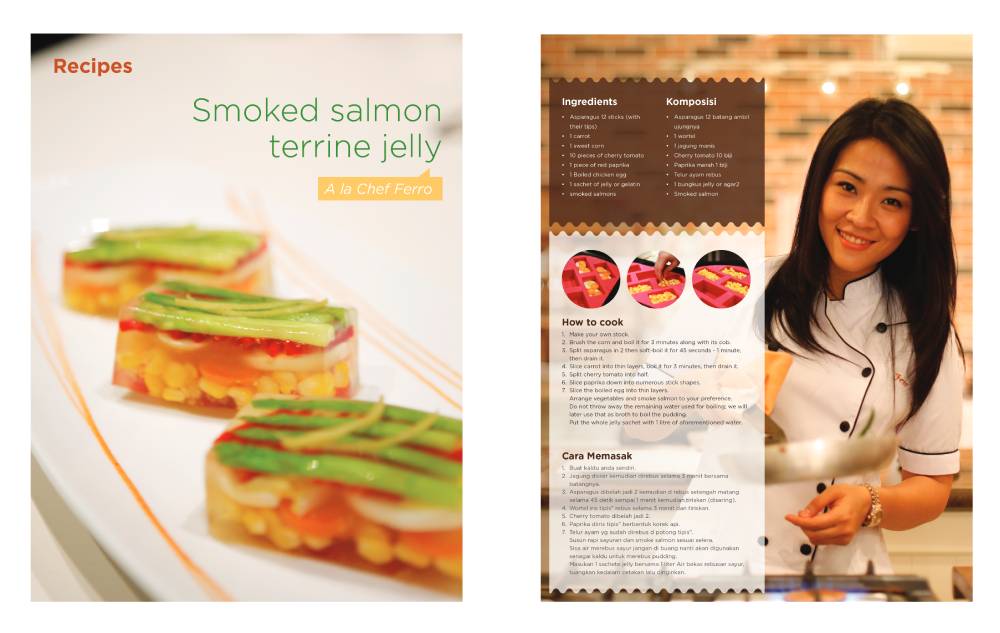 Recipes
Smoked salmon
terrine jelly
A la Chef Ferro
Ingredients
• Asparagus 12 sticks (with
their tips)
• 1 carrot
• 1 sweet corn
• 10 pieces of cherry tomato
• 1 piece of red paprika
• 1 Boiled chicken egg
• 1 sachet of jelly or gelatin
• smoked salmons
Komposisi
• Asparagus 12 batang ambil
ujungnya
• 1 wortel
• 1 jagung manis
• Cherry tomato 10 biji
• Paprika merah 1 biji
• Telur ayam rebus
• 1 bungkus jelly or agar2
• Smoked salmon
How to cook
1. Make your own stock.
2. Brush the corn and boil it for 3 minutes along with its cob.
3. Split asparagus in 2 then soft-boil it for 45 seconds - 1 minute,
then drain it.
4. Slice carrot into thin layers, boil it for 3 minutes, then drain it.
5. Split cherry tomato into half.
6. Slice paprika down into numerous stick shapes.
7. Slice the boiled egg into thin layers.
Arrange vegetables and smoke salmon to your preference.
Do not throw away the remaining water used for boiling; we will
later use that as broth to boil the pudding.
Put the whole jelly sachet with 1 litre of aforementioned water.
Cara Memasak
1. Buat kaldu anda sendiri.
2. Jagung disisir kemudian direbus selama 3 menit bersama
batangnya.
3. Asparagus dibelah jadi 2 kemudian d rebus setengah matang
selama 45 detik sampai 1 menit kemudian tiriskan (disaring).
4. Wortel iris tipis" rebus selama 3 menit dan tiriskan.
5. Cherry tomato dibelah jadi 2.
6. Paprika diiris tipis" berbentuk korek api.
7. Telur ayam yg sudah direbus d potong tipis".
Susun rapi sayuran dan smoke salmon sesuai selera.
Sisa air merebus sayur jangan di buang nanti akan digunakan
sebagai kaldu untuk merebus pudding.
Masukan 1 sachets jelly bersama 1 liter Air bekas rebusan sayur,
tuangkan kedalam cetakan lalu dinginkan.